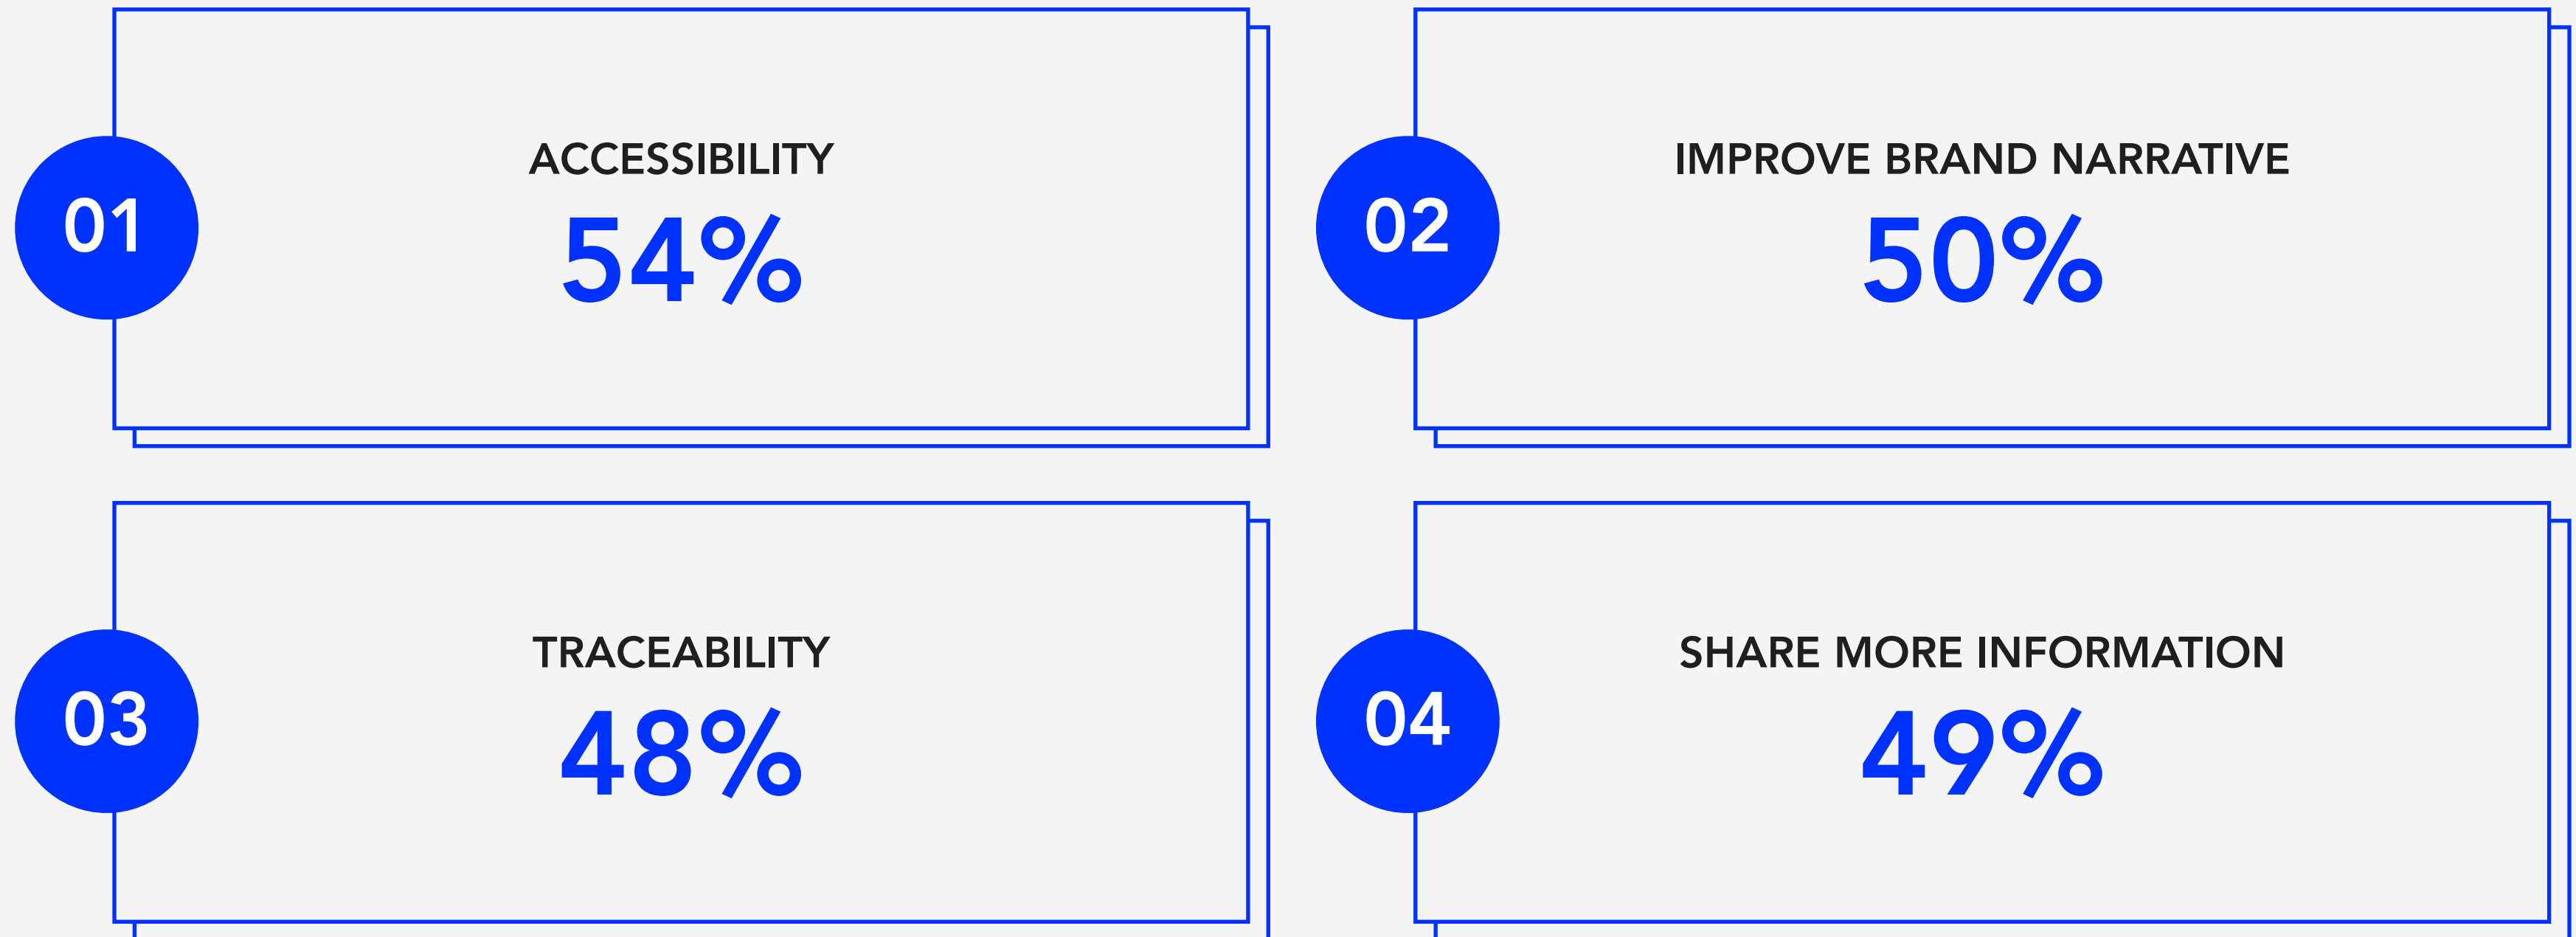 01
ACCESSIBILITY
54%
02
IMPROVE BRAND NARRATIVE
50%
03
TRACEABILITY
48%
04
SHARE MORE INFORMATION
49%